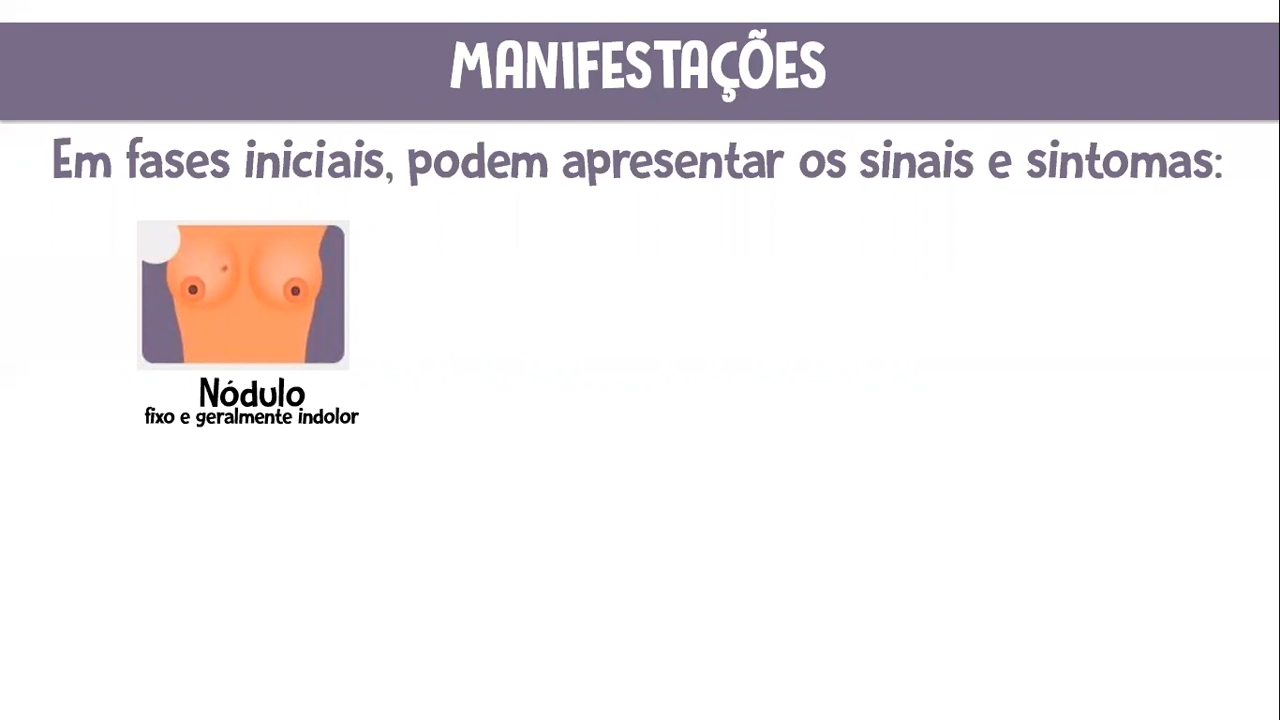 MANIFESTAÇÕES
Em fases iniciais, podem apresentar os sinais e sintomas:
Nódulo
fixo e geralmente indolor